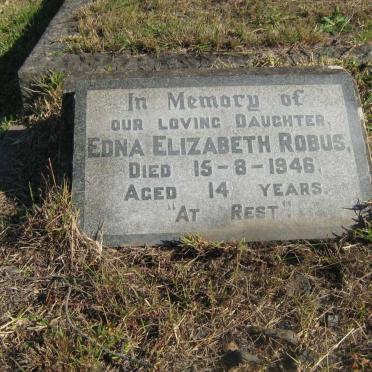 In Memory of
our loving Daughter,
Edna Elizabeth Robus,
Died 15-8-1946,
Aged 14 years
"At Rest".